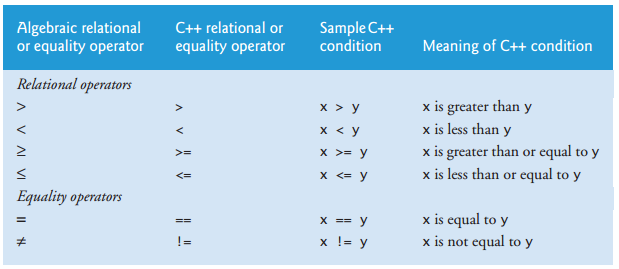 Algebraic relational or equality operator	C++ relational or equality operator	Sample C++ condition	Meaning of C++ condition
Relational operators
>	>	x > y	x is greater than y
<	<	x < y	x is less than y
≥	>=	x >= y	x is greater than or equal to y
≤	<=	x <= y	x is less than or equal to y
Equality operators
=	==	x == y	x is equal to y
≠	!=	x != y	x is not equal to y